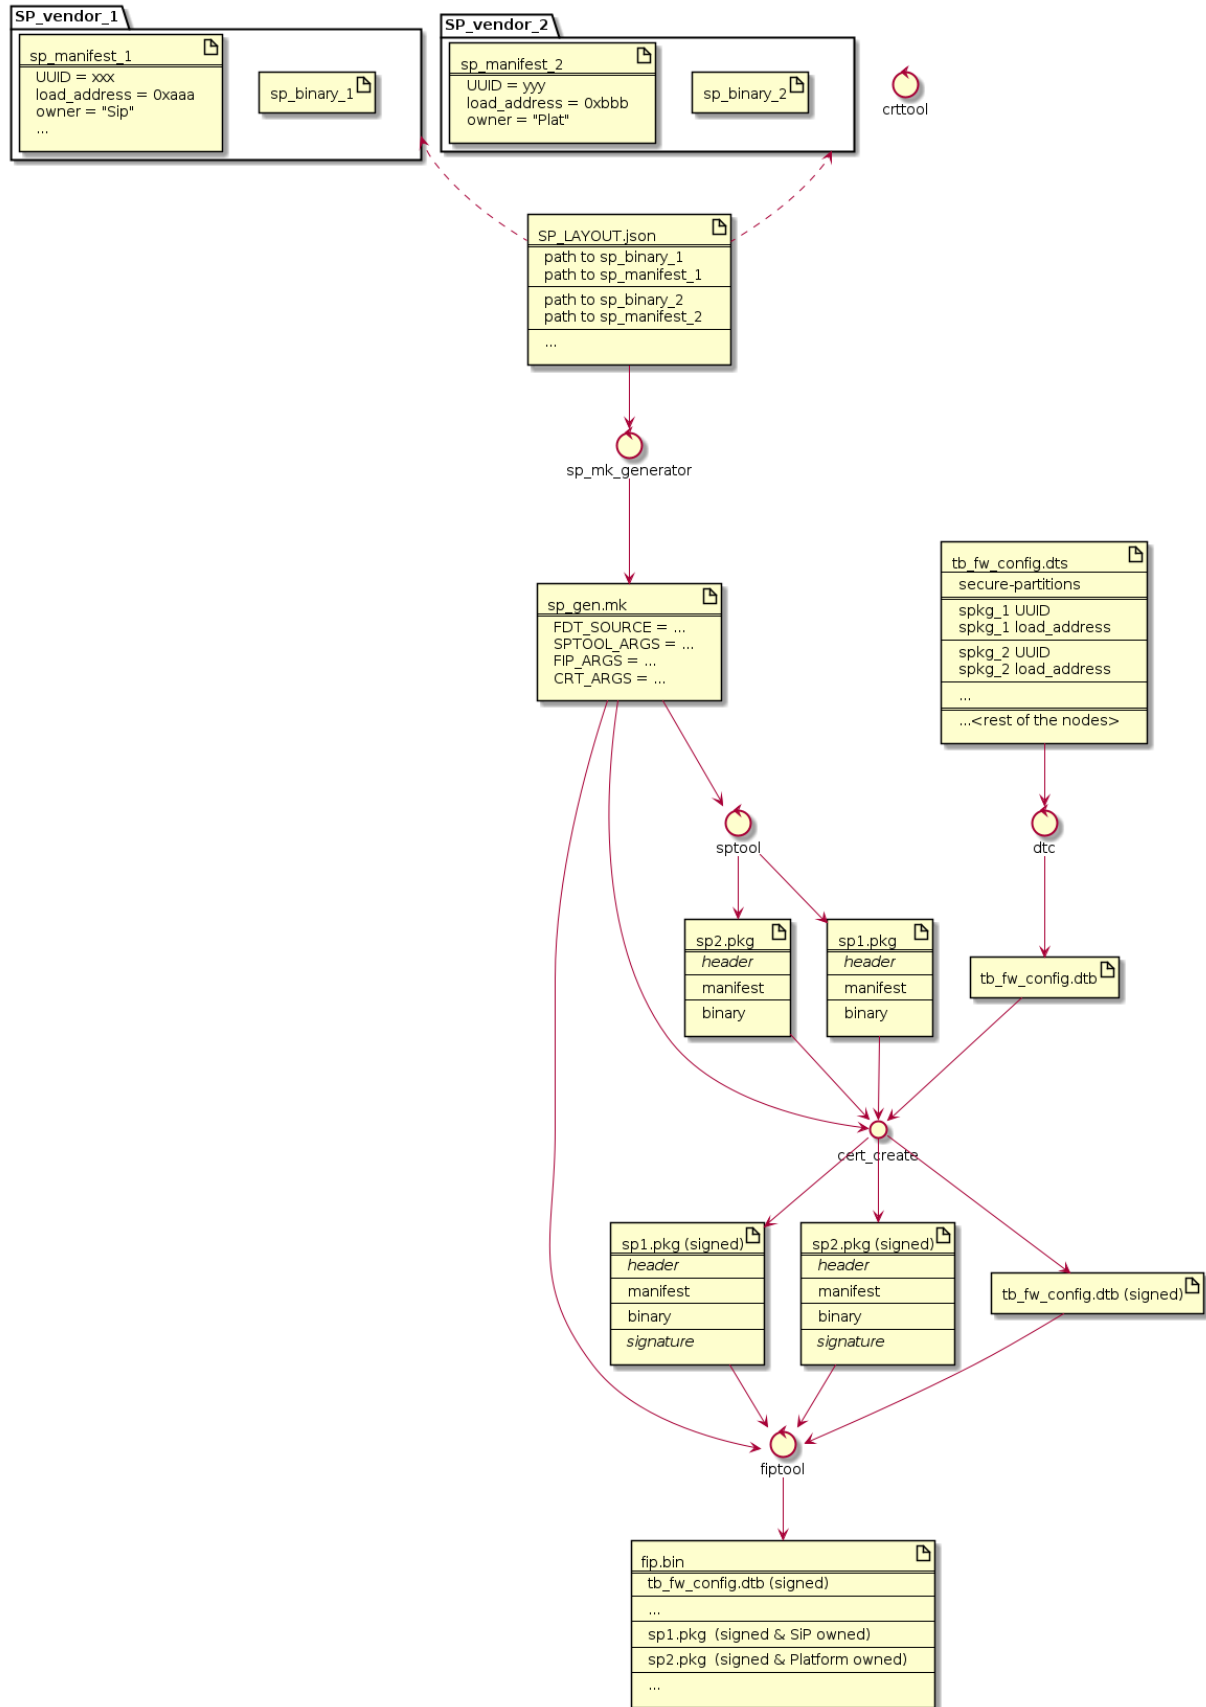 SP_vendor_1
sp_manifest_1
UUID = xxx
load_address = 0xaaa
owner = "Sip"
...
sp_binary_1
SP_vendor_2
sp_manifest_2
UUID = yyy
load_address = 0xbbb
owner = "Plat"
sp_binary_2
crttool
SP_LAYOUT.json
path to sp_binary_1
path to sp_manifest_1
path to sp_binary_2
path to sp_manifest_2
...
sp_mk_generator
sp_gen.mk
FDT_SOURCE = ...
SPTOOL_ARGS = ...
FIP_ARGS = ...
CRT_ARGS = ...
tb_fw_config.dts
secure-partitions
spkg_1 UUID
spkg_1 load_address
spkg_2 UUID
spkg_2 load_address
...
...<rest of the nodes>
sptool
dtc
sp2.pkg
header
manifest
binary
sp1.pkg
header
manifest
binary
tb_fw_config.dtb
cert_create
sp1.pkg (signed)
header
manifest
binary
signature
sp2.pkg (signed)
header
manifest
binary
signature
tb_fw_config.dtb (signed)
fiptool
fip.bin
tb_fw_config.dtb (signed)
...
sp1.pkg (signed & SiP owned)
sp2.pkg (signed & Platform owned)
...